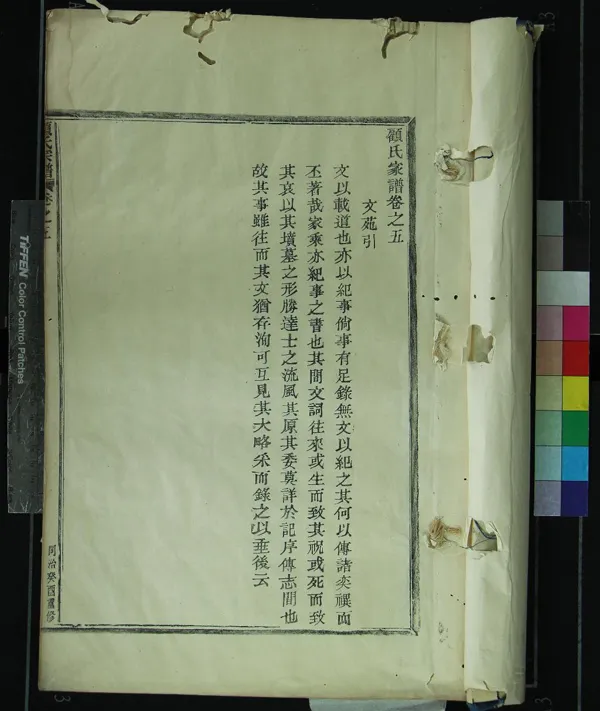 顧氏家譜卷之五
文苑引
文以載道也亦以紀事倘事有足錄無文以紀之其何以傳諸奕禩而
丕著哉家乘亦紀事之書也其間文詞往來或生而致其祝或死而致
其哀以其墳墓之形勝達士之流風其原其委莫詳於記序傳志間也
故其事雖往而其文猶存洵可互見其大略采而錄之以垂後云
顧氏宗譜 卷之五
同治癸酉重修
TIFFEN Color Control Patches